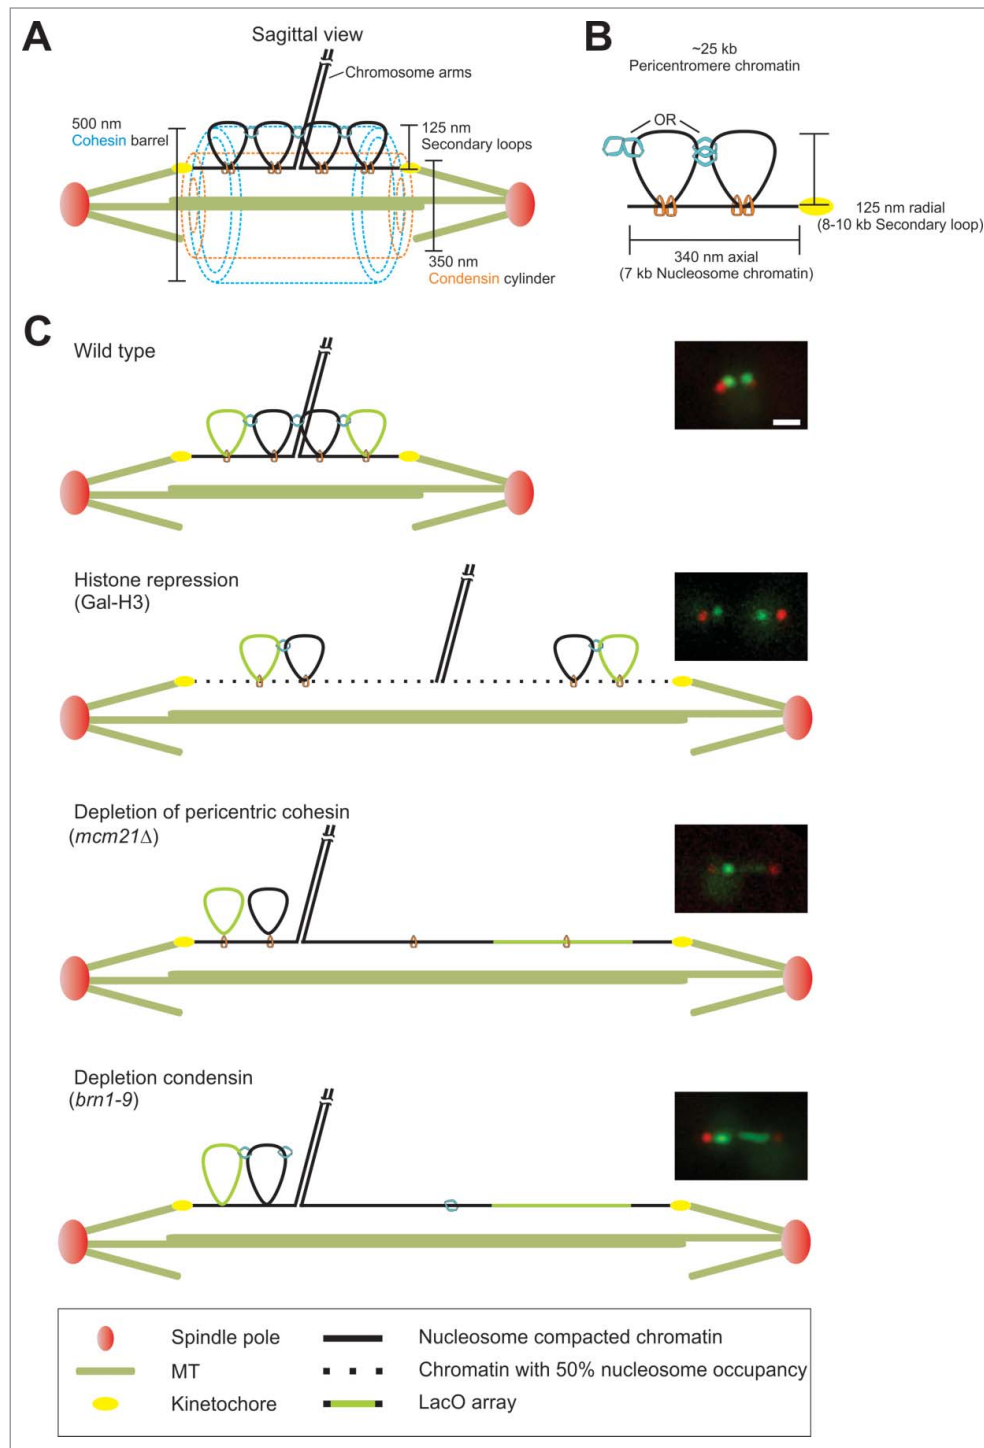 A
Sagittal view
Chromosome arms
500 nm
Cohesin barrel
125 nm
Secondary loops
350 nm
Condensin cylinder
B
~25 kb
Pericentromere chromatin
OR
125 nm radial
(8-10 kb Secondary loop)
340 nm axial
(7 kb Nucleosome chromatin)
C
Wild type
Histone repression
(Gal-H3)
Depletion of pericentric cohesin
(mcm21Δ)
Depletion condensin
(brn1-9)
Spindle pole
MT
Kinetochore
Nucleosome compacted chromatin
Chromatin with 50% nucleosome occupancy
LacO array